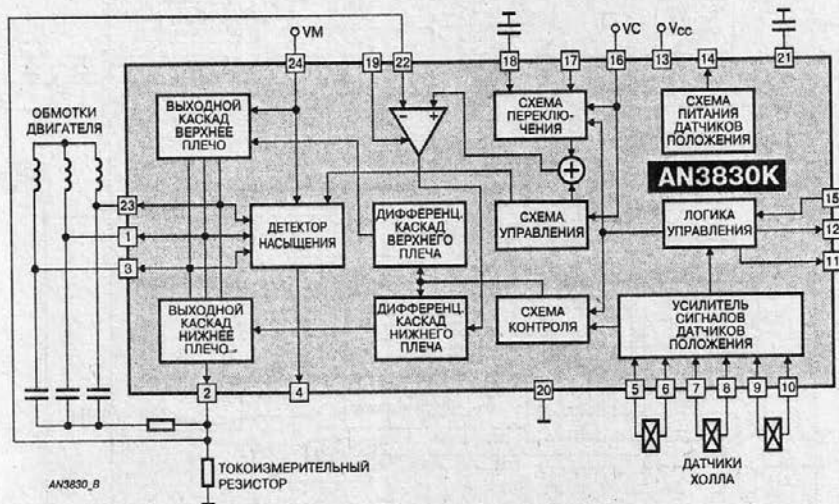 VM
VC
Vcc
24
19
22
18
17
16
13
14
21
ОБМОТКИ
ДВИГАТЕЛЯ
ВЫХОДНОЙ
КАСКАД
ВЕРХНЕЕ
ПЛЕЧО
- +
СХЕМА
ПЕРЕКЛЮ-
ЧЕНИЯ
СХЕМА
ПИТАНИЯ
ДАТЧИКОВ
ПОЛОЖЕНИЯ
+
AN3830K
23
1
3
ДЕТЕКТОР
НАСЫЩЕНИЯ
ДИФФЕРЕНЦ.
КАСКАД
ВЕРХНЕГО
ПЛЕЧА
СХЕМА
УПРАВЛЕНИЯ
ЛОГИКА
УПРАВЛЕНИЯ
15
12
11
ВЫХОДНОЙ
КАСКАД
НИЖНЕЕ
ПЛЕЧО
ДИФФЕРЕНЦ.
КАСКАД
НИЖНЕГО
ПЛЕЧА
СХЕМА
КОНТРОЛЯ
УСИЛИТЕЛЬ
СИГНАЛОВ
ДАТЧИКОВ
ПОЛОЖЕНИЯ
2
4
20
5
6
7
8
9
10
ТОКОИЗМЕРИТЕЛЬНЫЙ
РЕЗИСТОР
ДАТЧИКИ
ХОЛЛА
AN3830_B